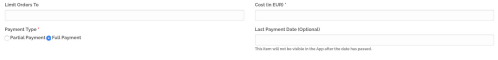 Limit Orders To
Cost (in EUR) *
Payment Type *
Partial Payment Full Payment
Last Payment Date (Optional)
This item will not be visible in the App after the date has passed.